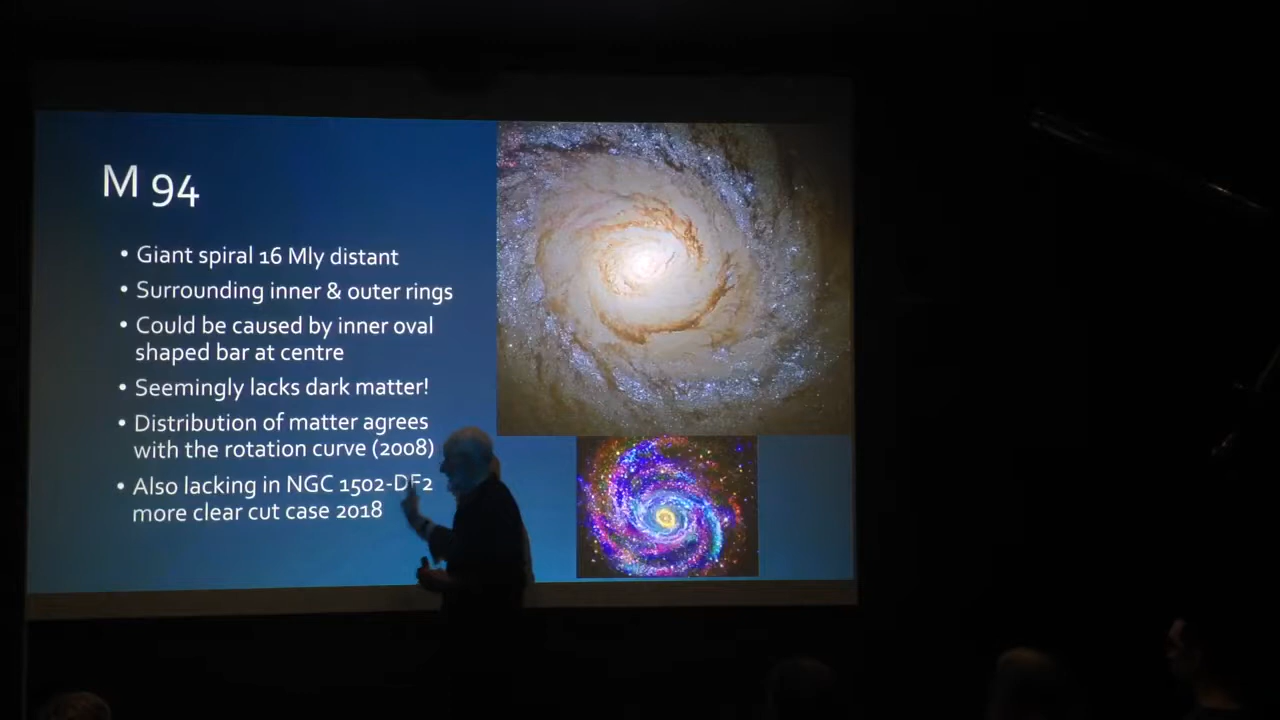 M 94
• Giant spiral 16 Mly distant
• Surrounding inner & outer rings
• Could be caused by inner oval
shaped bar at centre
• Seemingly lacks dark matter!
• Distribution of matter agrees
with the rotation curve (2008)
• Also lacking in NGC 1502-DF2
more clear cut case 2018